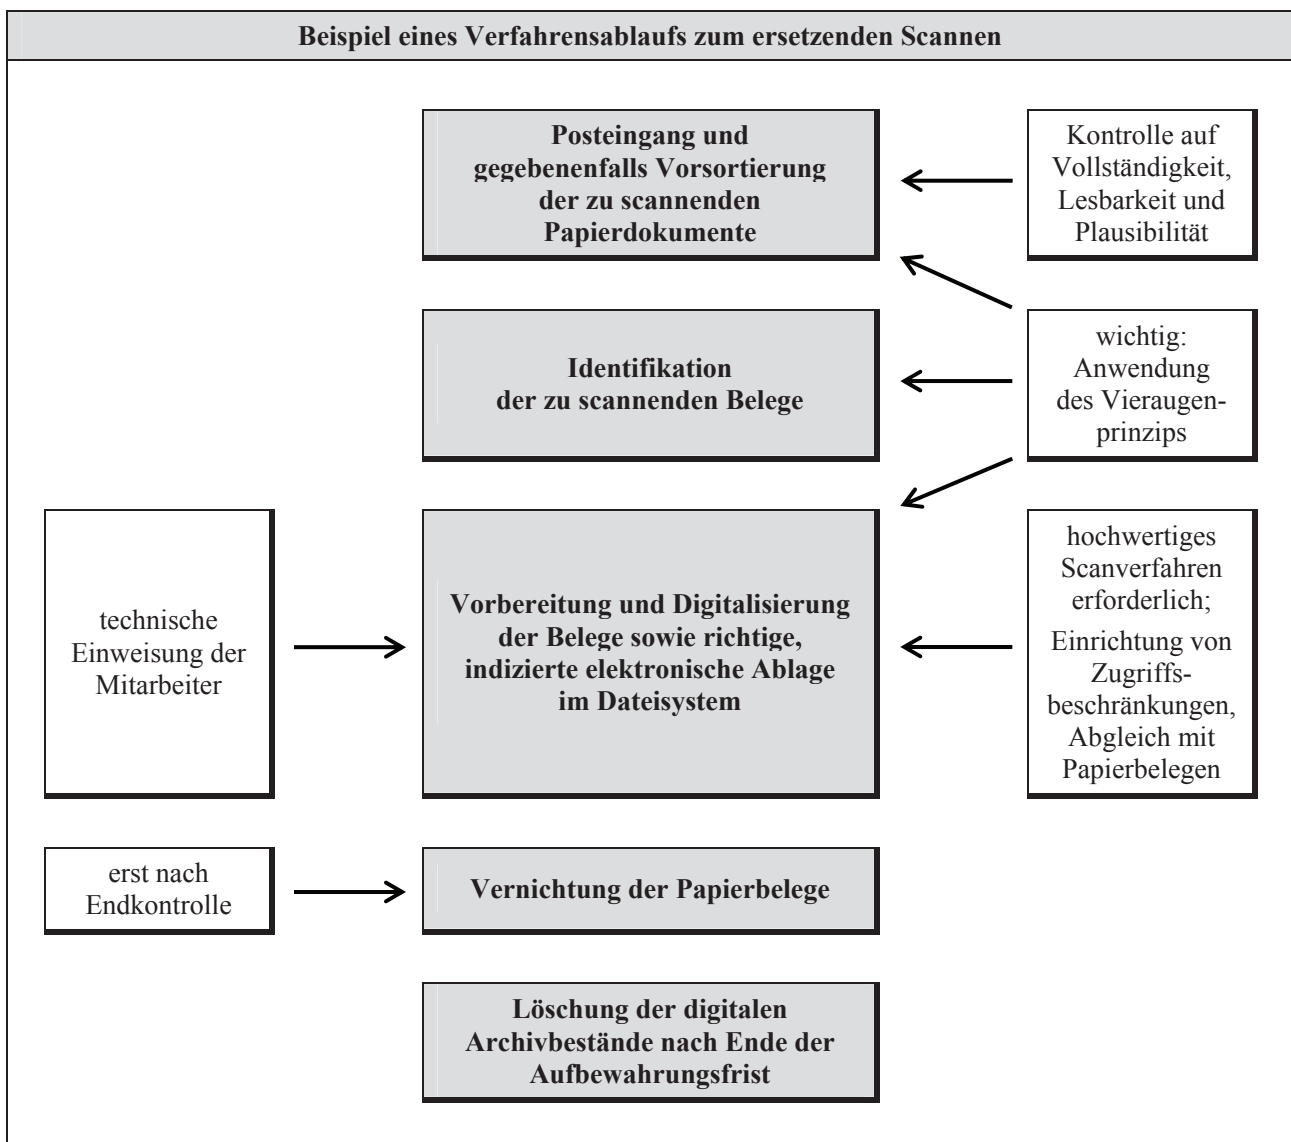 Beispiel eines Verfahrensablaufs zum ersetzenden Scannen
Posteingang und
gegebenenfalls Vorsortierung
der zu scannenden
Papierdokumente
Kontrolle auf
Vollständigkeit,
Lesbarkeit und
Plausibilität
Identifikation
der zu scannenden Belege
wichtig:
Anwendung
des Vieraugen-
prinzips
technische
Einweisung der
Mitarbeiter
Vorbereitung und Digitalisierung
der Belege sowie richtige,
indizierte elektronische Ablage
im Dateisystem
hochwertiges
Scanverfahren
erforderlich;
Einrichtung von
Zugriffs-
beschränkungen,
Abgleich mit
Papierbelegen
erst nach
Endkontrolle
Vernichtung der Papierbelege
Löschung der digitalen
Archivbestände nach Ende der
Aufbewahrungsfrist